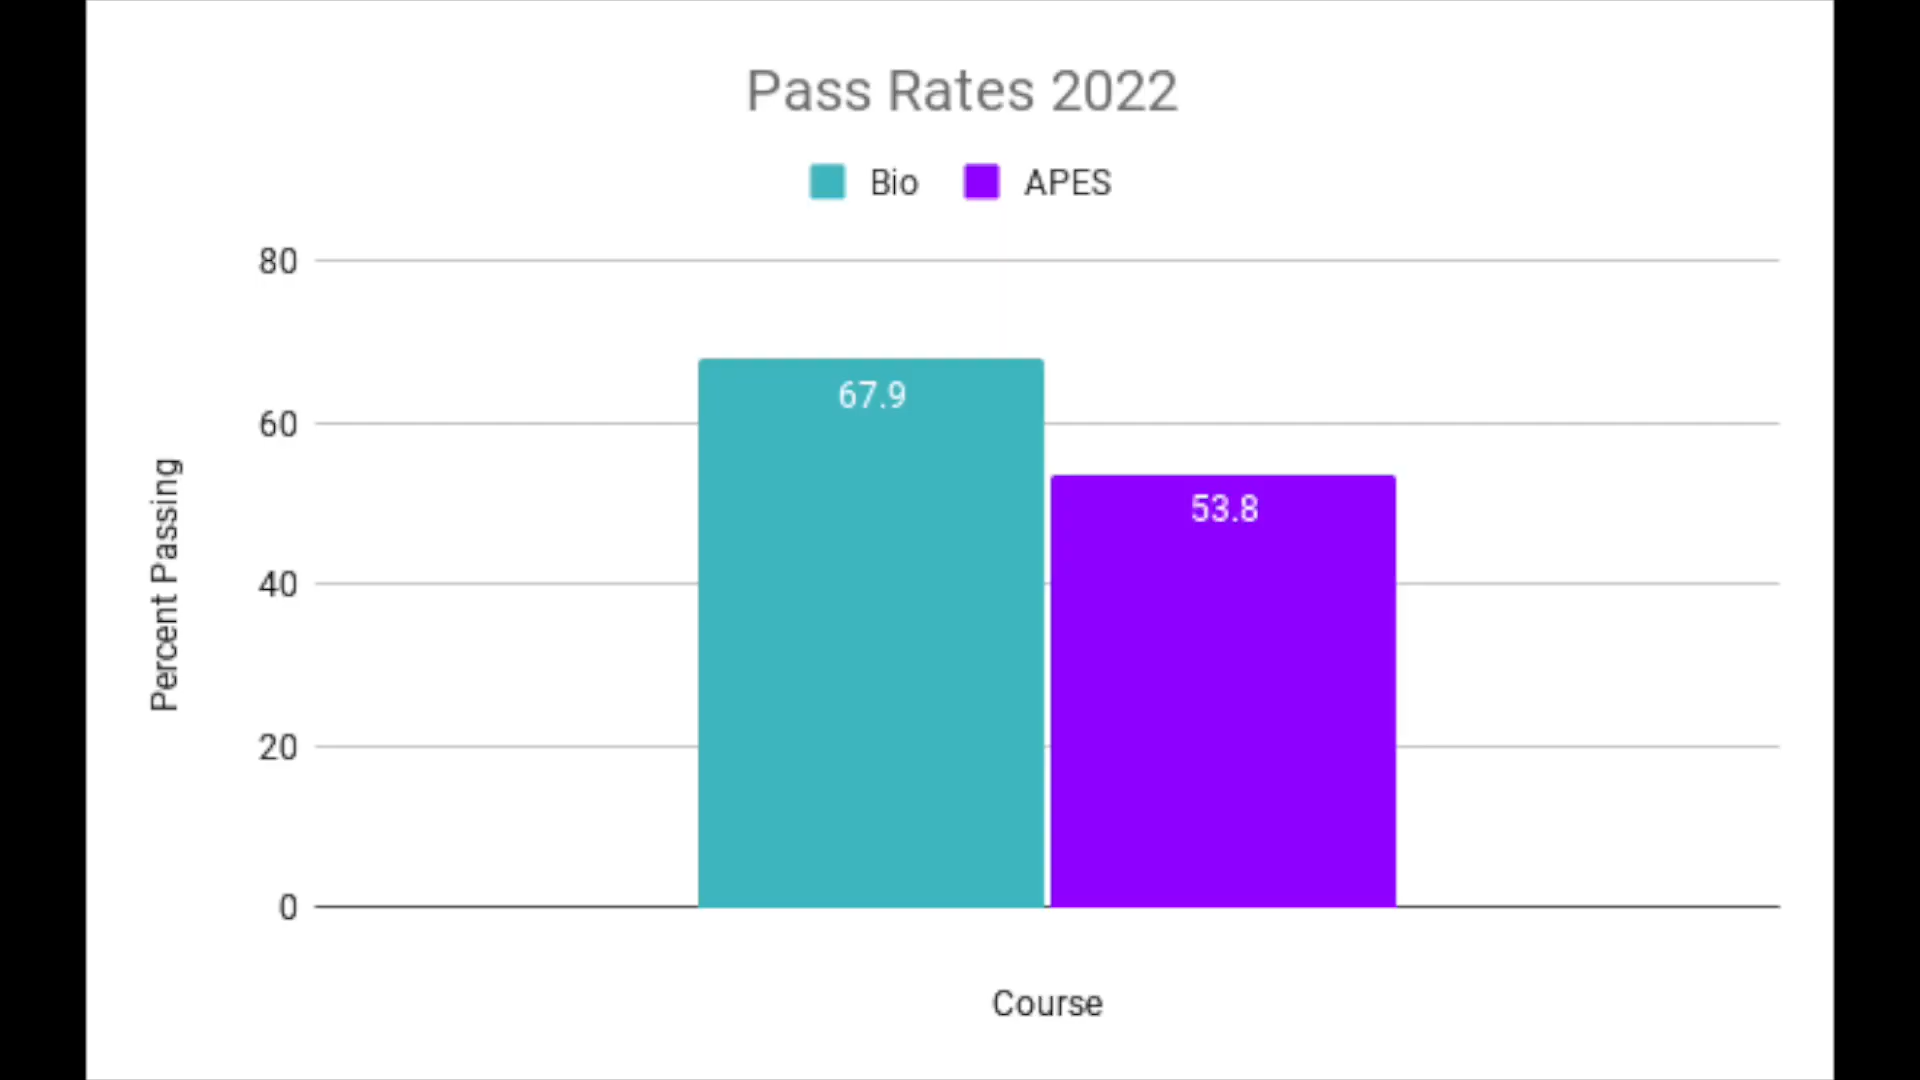 Pass Rates 2022
Bio APES
80
67.9
60
53.8
40
20
0
Percent Passing
Course